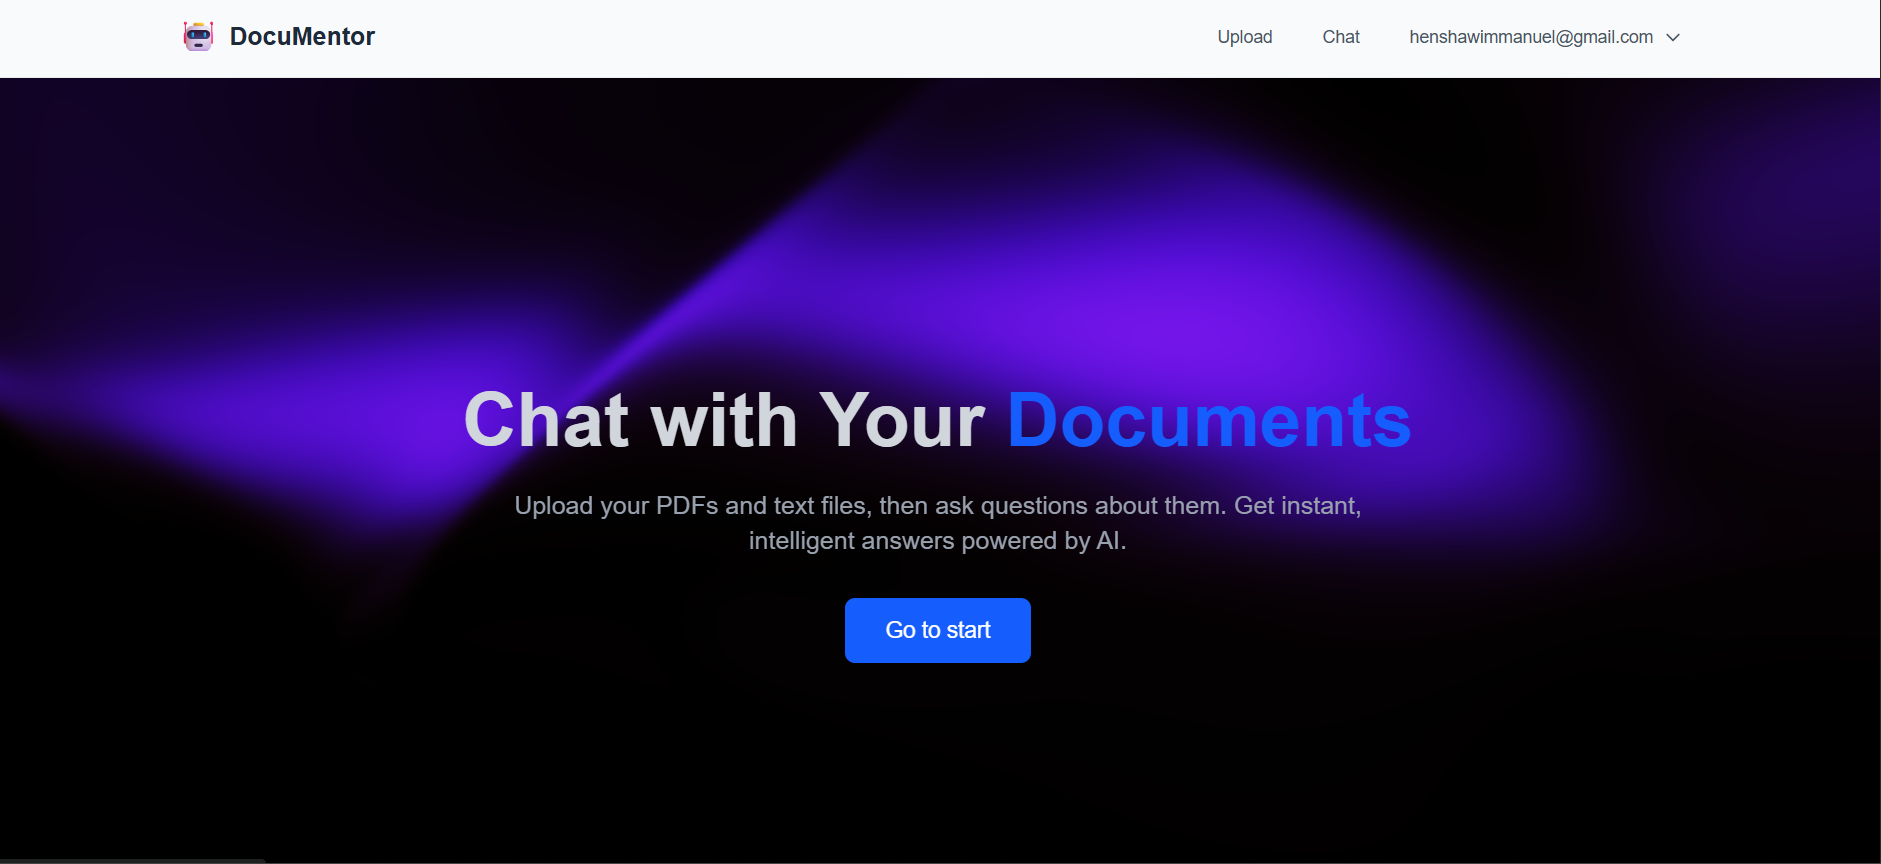 DocuMentor
Upload
Chat
henshawimmanuel@gmail.com
Chat with Your Documents
Upload your PDFs and text files, then ask questions about them. Get instant,
intelligent answers powered by AI.
Go to start